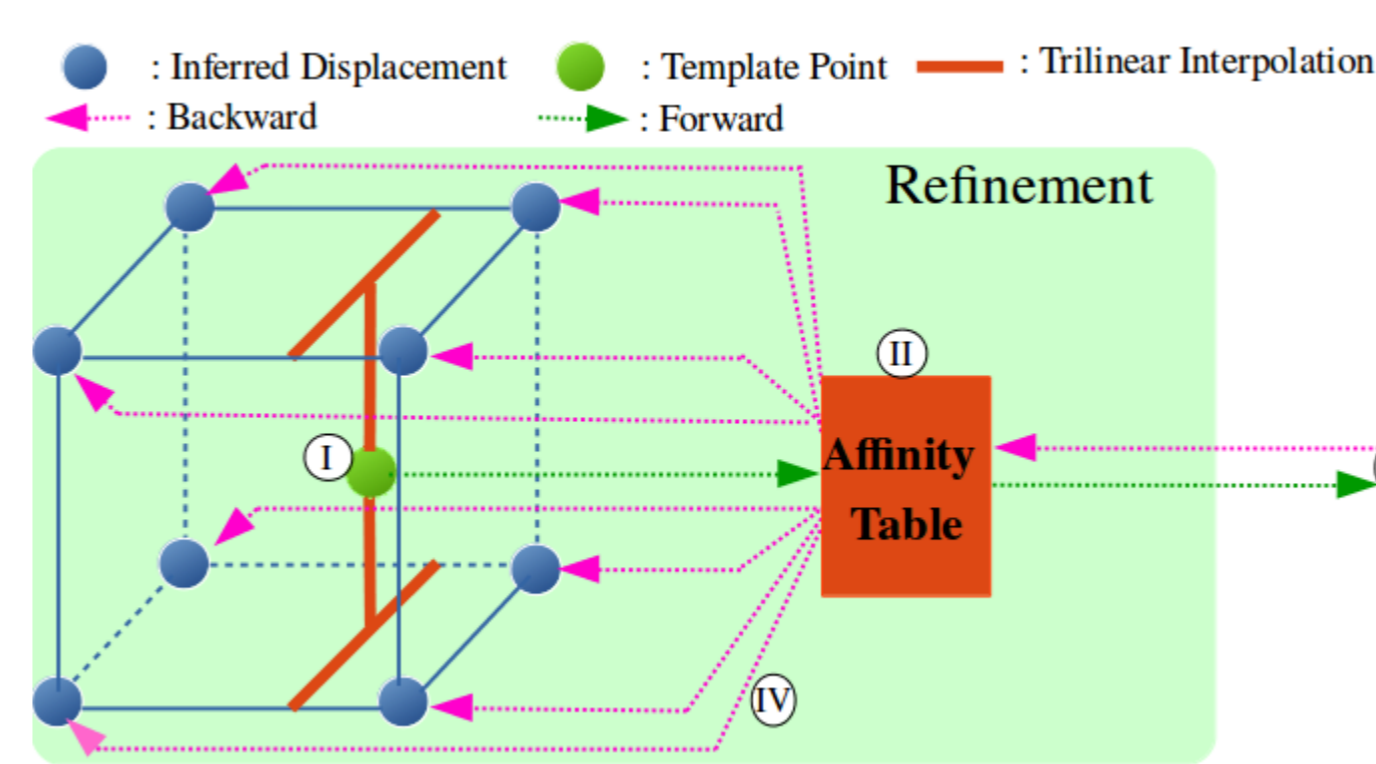 : Inferred Displacement : Template Point : Trilinear Interpolation
: Backward : Forward
Refinement
II
I
Affinity
Table
IV